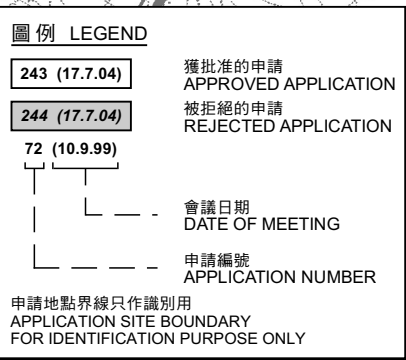 圖例 LEGEND
243 (17.7.04)
獲批准的申請
APPROVED APPLICATION
244 (17.7.04)
被拒絕的申請
REJECTED APPLICATION
72 (10.9.99)
會議日期
DATE OF MEETING
申請編號
APPLICATION NUMBER
申請地點界線只作識別用
APPLICATION SITE BOUNDARY
FOR IDENTIFICATION PURPOSE ONLY